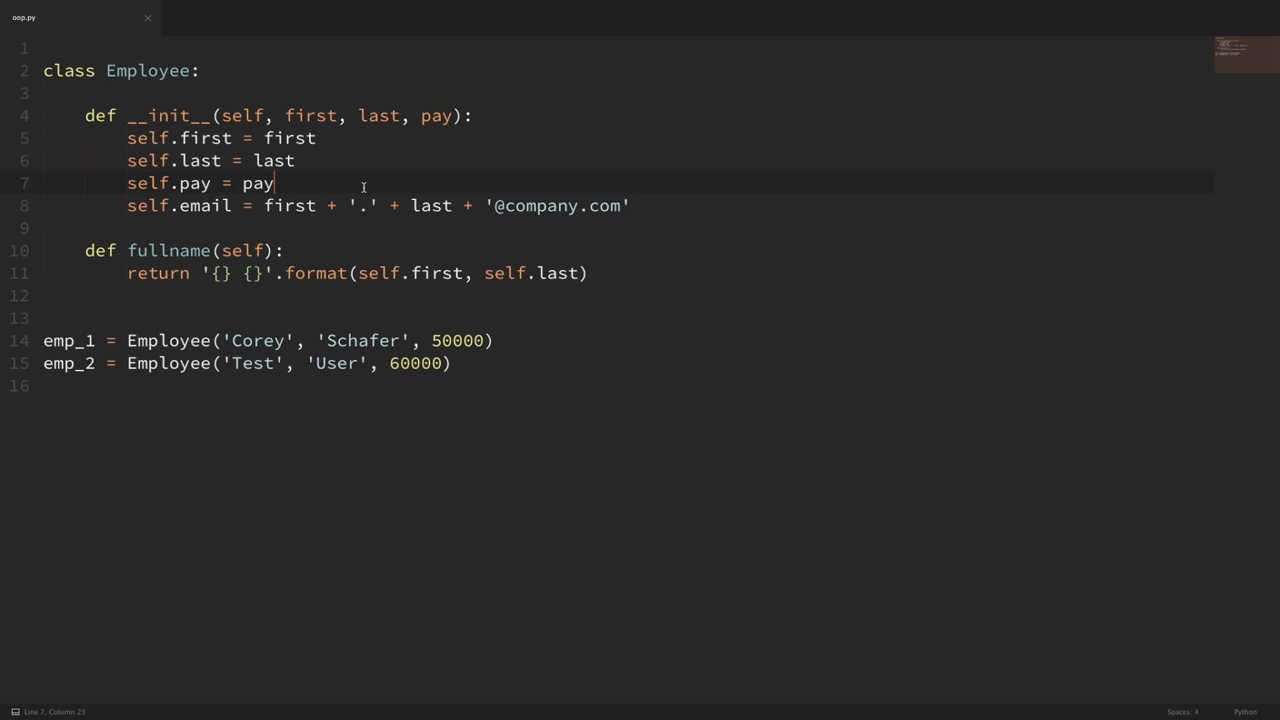 oop.py ×
1
2 class Employee:
3
4     def __init__(self, first, last, pay):
5         self.first = first
6         self.last = last
7         self.pay = pay
8         self.email = first + '.' + last + '@company.com'
9
10     def fullname(self):
11         return '{} {}'.format(self.first, self.last)
12
13
14 emp_1 = Employee('Corey', 'Schafer', 50000)
15 emp_2 = Employee('Test', 'User', 60000)
16
Line 7, Column 23 Spaces: 4 Python